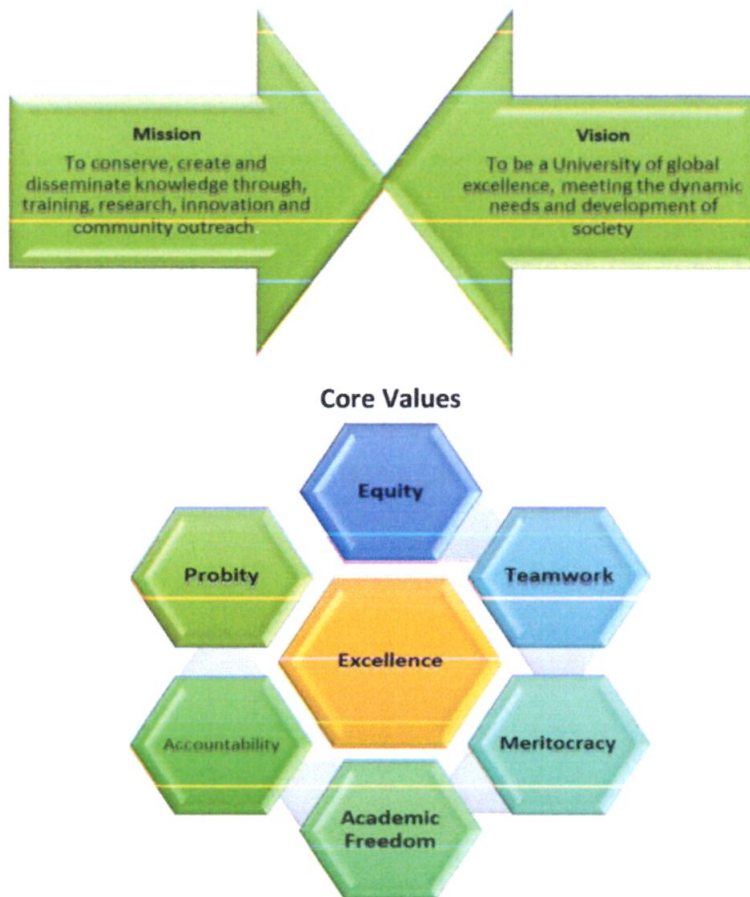 Mission
To conserve, create and
disseminate knowledge through,
training, research, innovation and
community outreach
Vision
To be a University of global
excellence, meeting the dynamic
needs and development of
society
Core Values
Equity
Teamwork
Meritocracy
Academic
Freedom
Accountability
Probity
Excellence